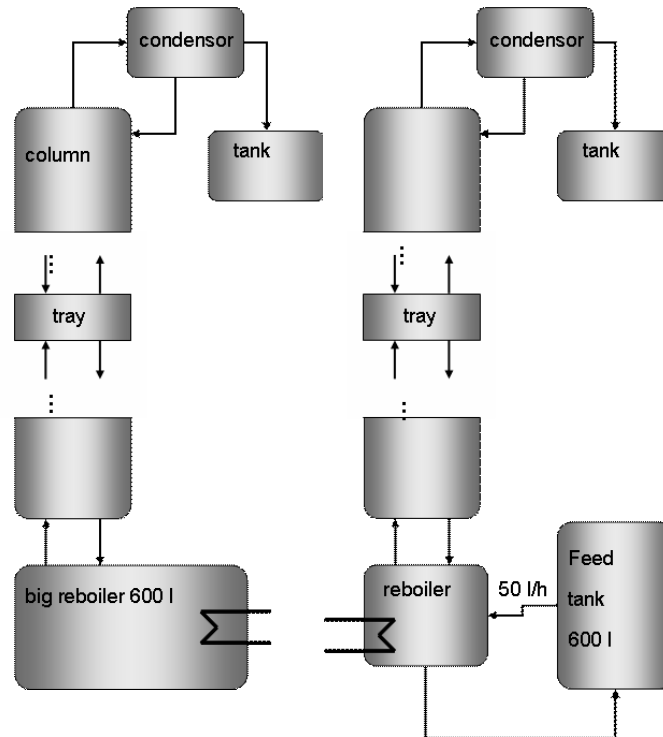 condensor
column
tank
⋮
tray
⋮
big reboiler 600 l
condensor
tank
⋮
tray
⋮
reboiler
50 l/h
Feed
tank
600 l